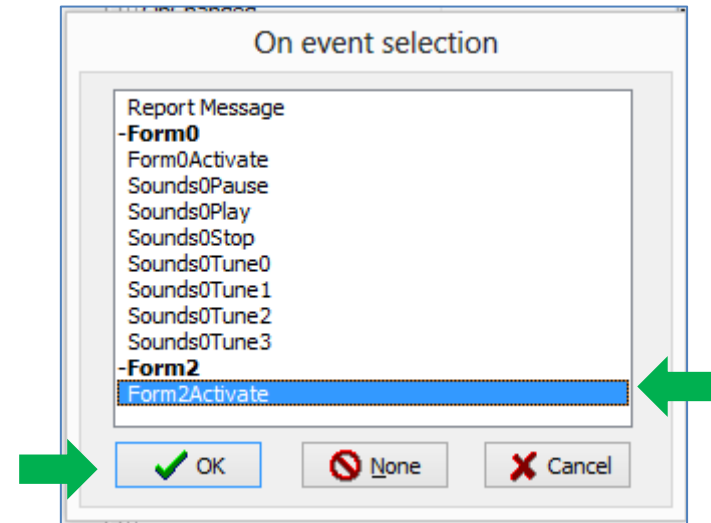 OnChanged
On event selection
Report Message
-Form0
Form0Activate
Sounds0Pause
Sounds0Play
Sounds0Stop
Sounds0Tune0
Sounds0Tune1
Sounds0Tune2
Sounds0Tune3
-Form2
Form2Activate
OK None Cancel